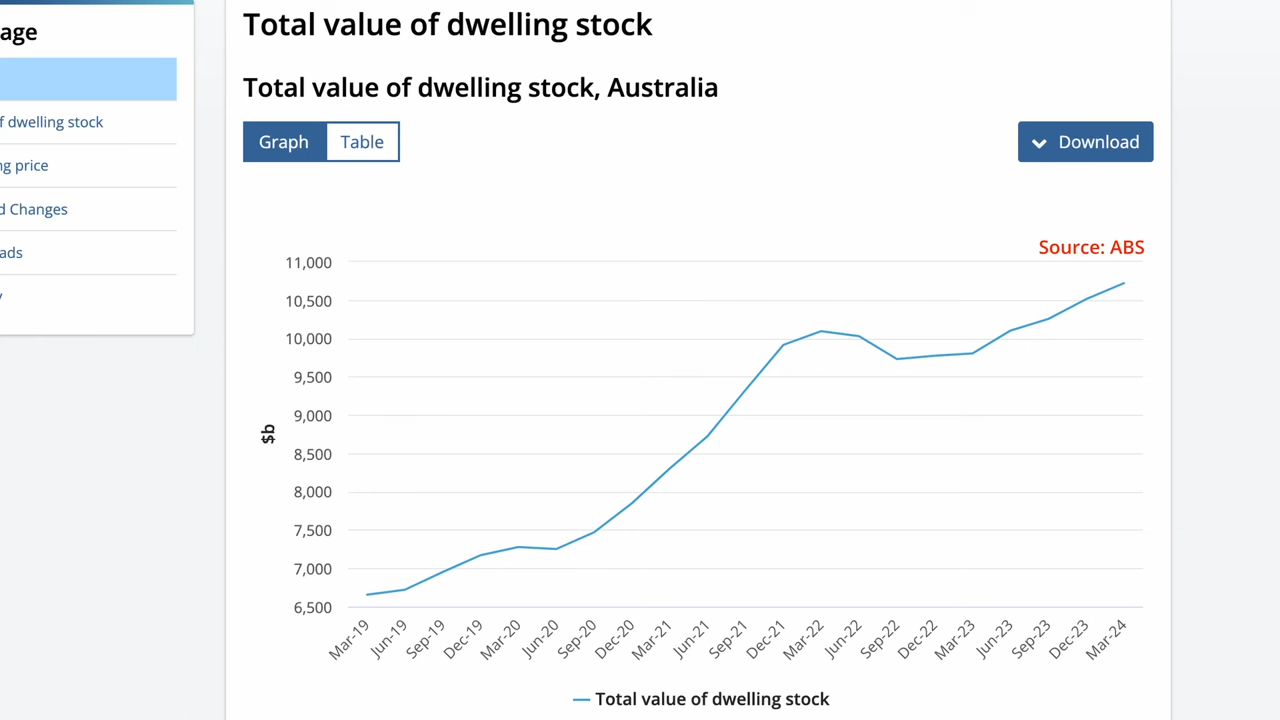 Total value of dwelling stock
age
Total value of dwelling stock, Australia
f dwelling stock
ng price
d Changes
ads
y
Graph
Table
Download
Source: ABS
11,000
10,500
10,000
9,500
9,000
8,500
8,000
7,500
7,000
6,500
$b
Mar-19
Jun-19
Sep-19
Dec-19
Mar-20
Jun-20
Sep-20
Dec-20
Mar-21
Jun-21
Sep-21
Dec-21
Mar-22
Jun-22
Sep-22
Dec-22
Mar-23
Jun-23
Sep-23
Dec-23
Mar-24
Total value of dwelling stock